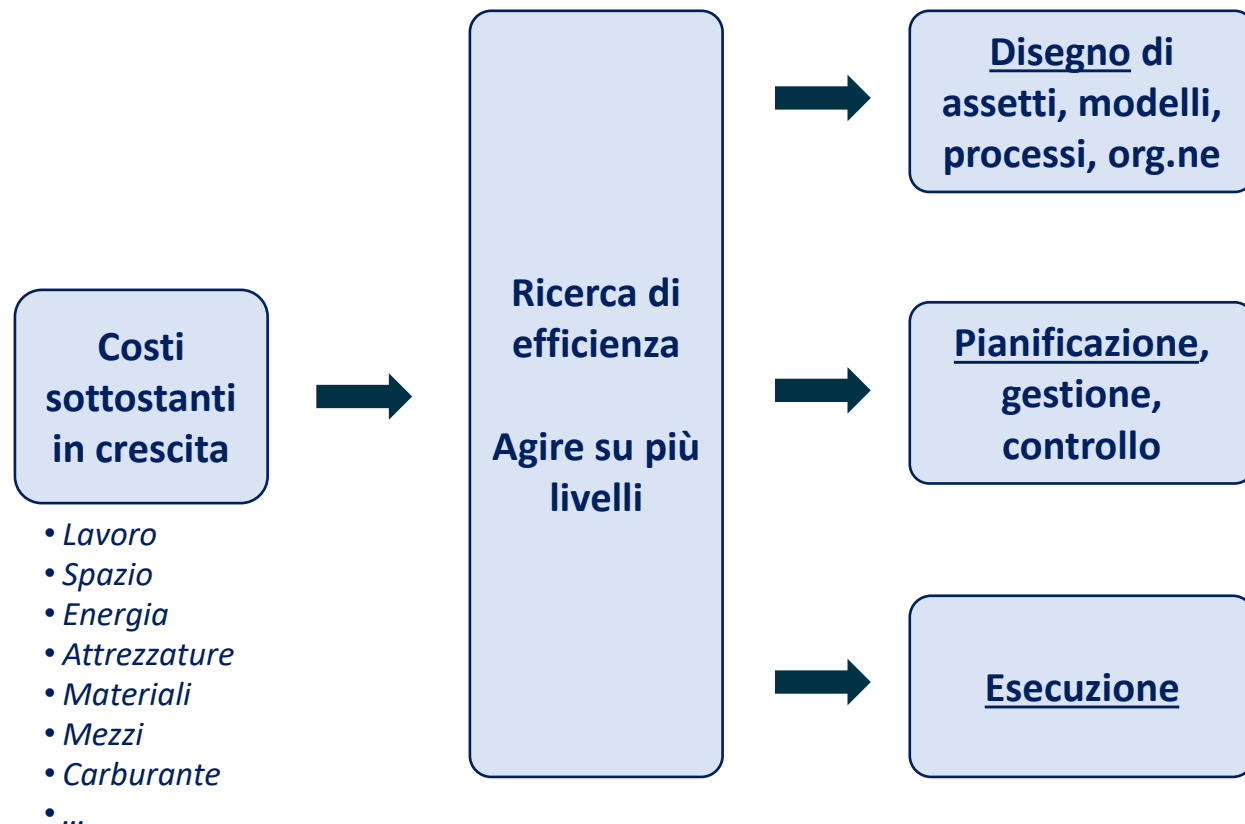 Costi
sottostanti
in crescita
• Lavoro
• Spazio
• Energia
• Attrezzature
• Materiali
• Mezzi
• Carburante
• ...
Ricerca di
efficienza
Agire su più
livelli
Disegno di
assetti, modelli,
processi, org.ne
Pianificazione,
gestione,
controllo
Esecuzione